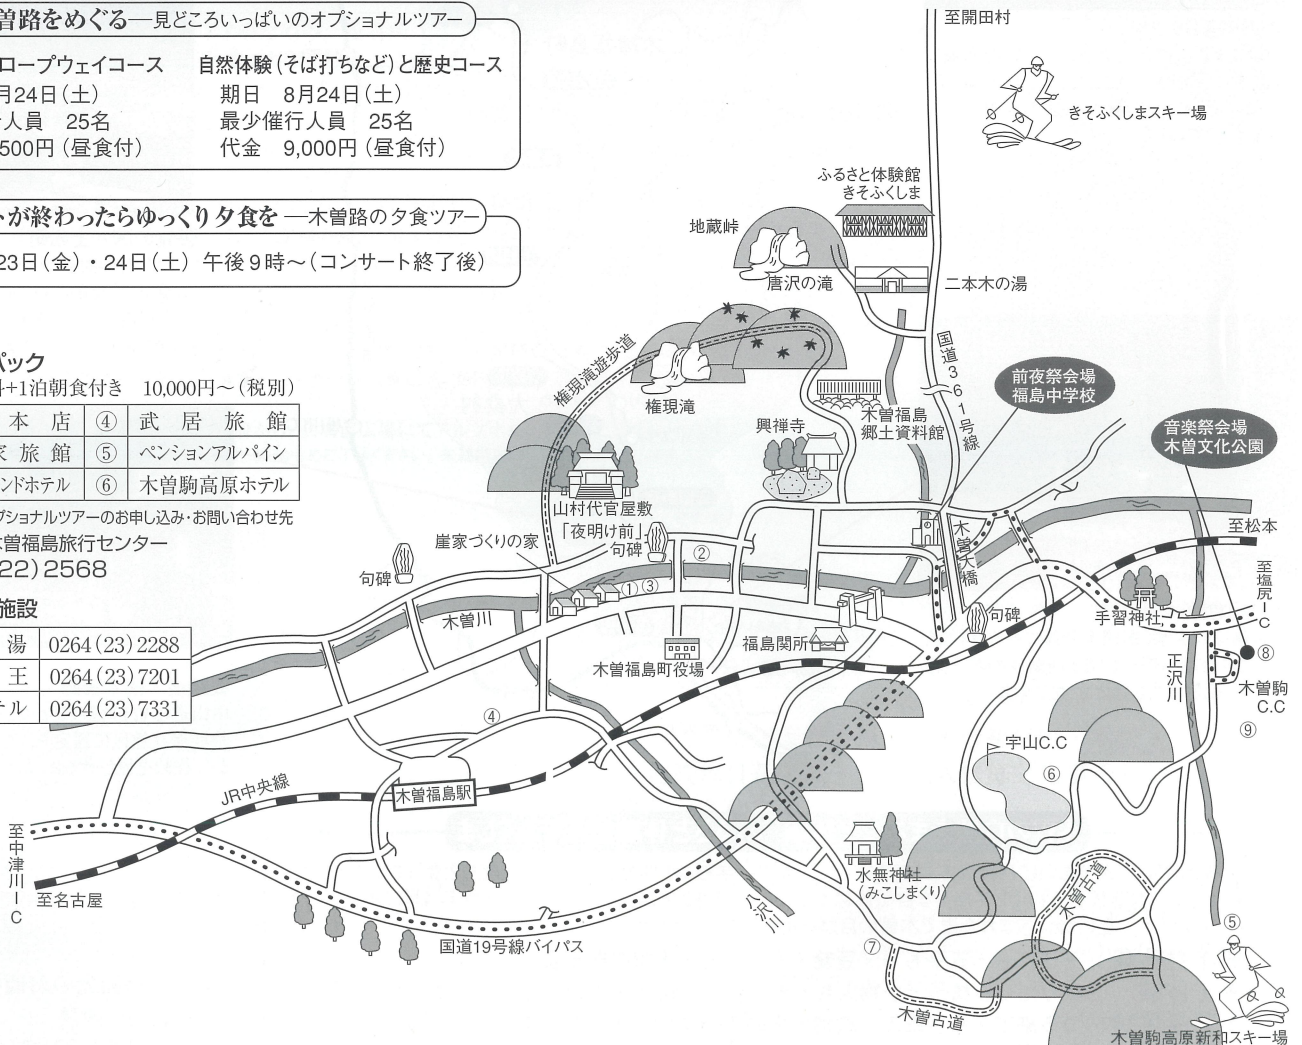 曽路をめぐる―見どころいっぱいのオプショナルツアー
ロープウェイコース
月24日(土)
人員 25名
500円(昼食付)
自然体験(そば打ちなど)と歴史コース
期日 8月24日(土)
最少催行人員 25名
代金 9,000円(昼食付)
が終わったらゆっくり夕食を―木曽路の夕食ツアー
23日(金)・24日(土) 午後9時~(コンサート終了後)
パック
+1泊朝食付き 10,000円~(税別)
本店 ④ 武居旅館
旅館 ⑤ ペンションアルパイン
ンドホテル ⑥ 木曽駒高原ホテル
プショナルツアーのお申し込み・お問い合わせ先
木曽福島旅行センター
22)2568
施設
湯 0264(23)2288
王 0264(23)7201
テル 0264(23)7331
至開田村
きそふくしまスキー場
ふるさと体験館
きそふくしま
地蔵峠
唐沢の滝
二本木の湯
国道361号線
権現滝遊歩道
権現滝
前夜祭会場
福島中学校
音楽祭会場
木曽文化公園
木曽福島
郷土資料館
興禅寺
山村代官屋敷
「夜明け前」
句碑
崖家づくりの家
句碑
②
①③
木曽大橋
至松本
至塩尻IC
木曽川
木曽福島町役場
福島関所
句碑
手習神社
正沢川
⑧
木曽駒
C.C
⑨
④
宇山C.C
⑥
JR中央線
木曽福島駅
至中津川IC
至名古屋
国道19号線バイパス
八沢川
水無神社
(みこしまくり)
木曽古道
⑦
⑤
木曽古道
木曽駒高原新和スキー場